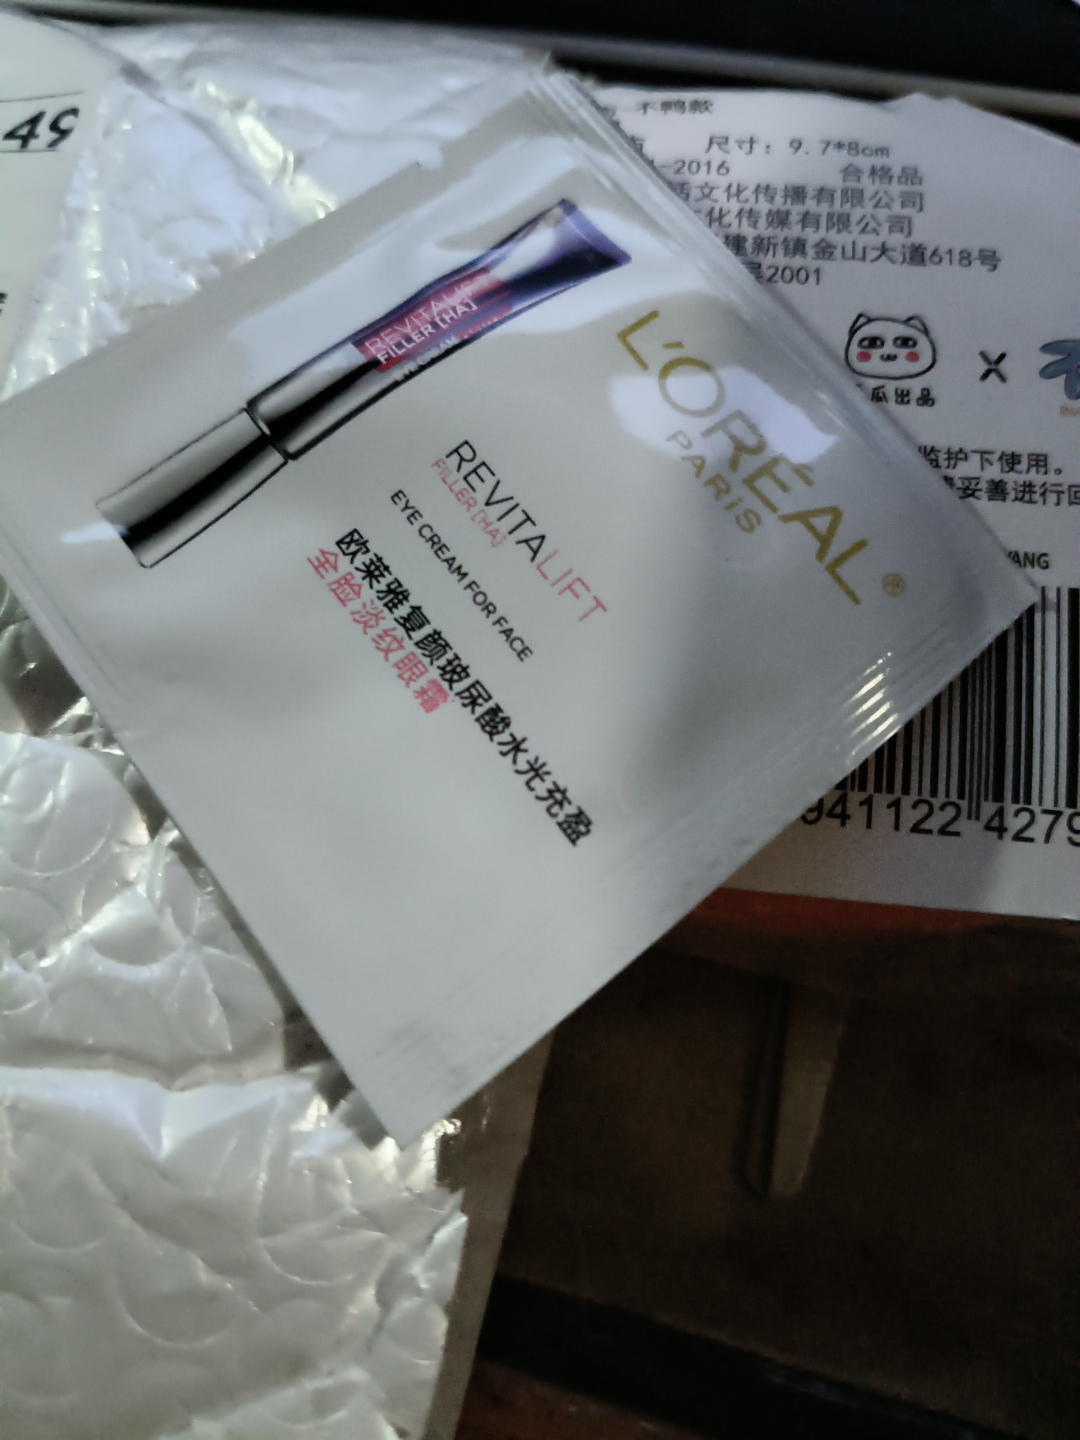 49
不鸭款
尺寸：9.7*8cm
-2016
合格品
文化传播有限公司
化传媒有限公司
建新镇金山大道618号
2001
瓜出品
X
监护下使用。
妥善进行回
ANG
941122 4279
REVITALIFT
FILLER [HA]
L'ORÉAL®
PARIS
REVITALIFT
FILLER [HA]
EYE CREAM FOR FACE
欧莱雅复颜玻尿酸水光充盈
全脸淡纹眼霜